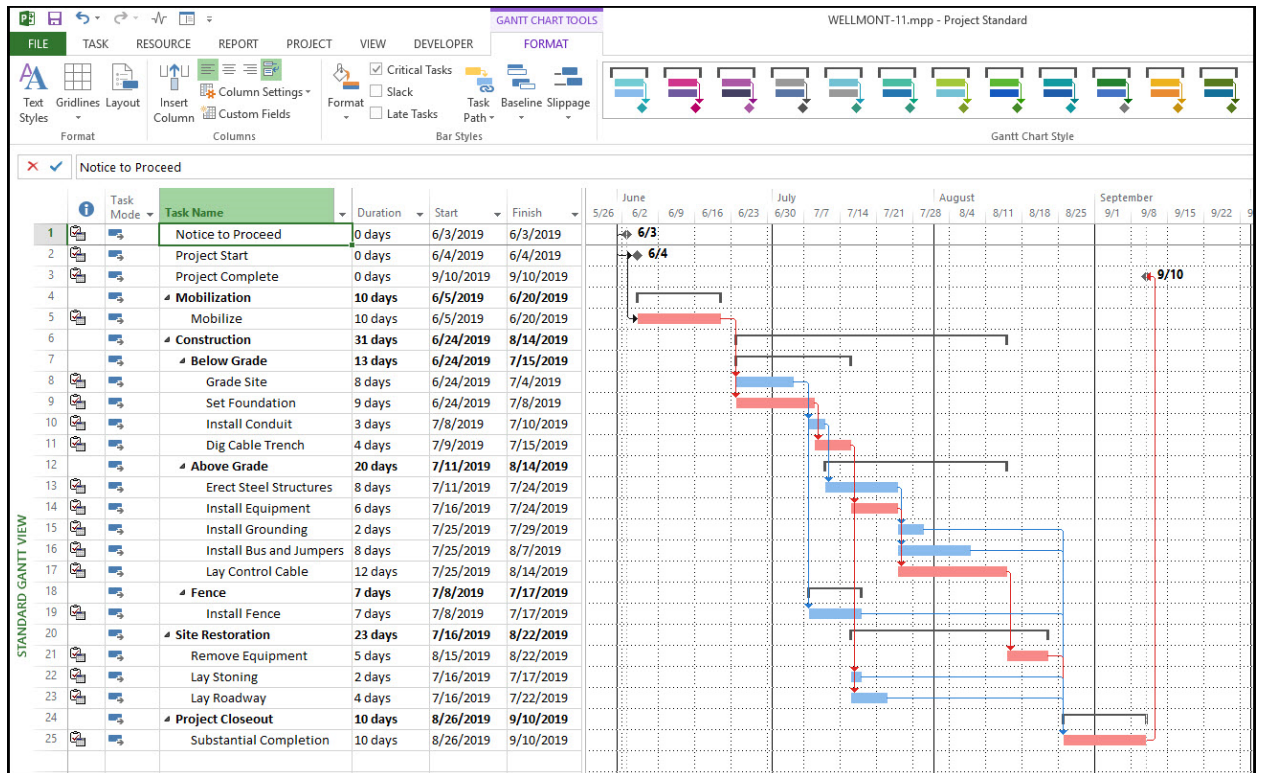 GANTT CHART TOOLS
WELLMONT-11.mpp - Project Standard
FILE TASK RESOURCE REPORT PROJECT VIEW DEVELOPER FORMAT
Text Styles
Gridlines
Layout
Format
Insert Column
Column Settings
Custom Fields
Columns
Format
Critical Tasks
Slack
Late Tasks
Task Path
Baseline
Slippage
Bar Styles
Gantt Chart Style
Notice to Proceed
Task Mode Task Name Duration Start Finish
June July August September
5/26 6/2 6/9 6/16 6/23 6/30 7/7 7/14 7/21 7/28 8/4 8/11 8/18 8/25 9/1 9/8 9/15 9/22 9
1 Notice to Proceed 0 days 6/3/2019 6/3/2019 6/3
2 Project Start 0 days 6/4/2019 6/4/2019 6/4
3 Project Complete 0 days 9/10/2019 9/10/2019 9/10
4 Mobilization 10 days 6/5/2019 6/20/2019
5 Mobilize 10 days 6/5/2019 6/20/2019
6 Construction 31 days 6/24/2019 8/14/2019
7 Below Grade 13 days 6/24/2019 7/15/2019
8 Grade Site 8 days 6/24/2019 7/4/2019
9 Set Foundation 9 days 6/24/2019 7/8/2019
10 Install Conduit 3 days 7/8/2019 7/10/2019
11 Dig Cable Trench 4 days 7/9/2019 7/15/2019
12 Above Grade 20 days 7/11/2019 8/14/2019
13 Erect Steel Structures 8 days 7/11/2019 7/24/2019
14 Install Equipment 6 days 7/16/2019 7/24/2019
15 Install Grounding 2 days 7/25/2019 7/29/2019
16 Install Bus and Jumpers 8 days 7/25/2019 8/7/2019
17 Lay Control Cable 12 days 7/25/2019 8/14/2019
18 Fence 7 days 7/8/2019 7/17/2019
19 Install Fence 7 days 7/8/2019 7/17/2019
20 Site Restoration 23 days 7/16/2019 8/22/2019
21 Remove Equipment 5 days 8/15/2019 8/22/2019
22 Lay Stoning 2 days 7/16/2019 7/17/2019
23 Lay Roadway 4 days 7/16/2019 7/22/2019
24 Project Closeout 10 days 8/26/2019 9/10/2019
25 Substantial Completion 10 days 8/26/2019 9/10/2019
STANDARD GANTT VIEW